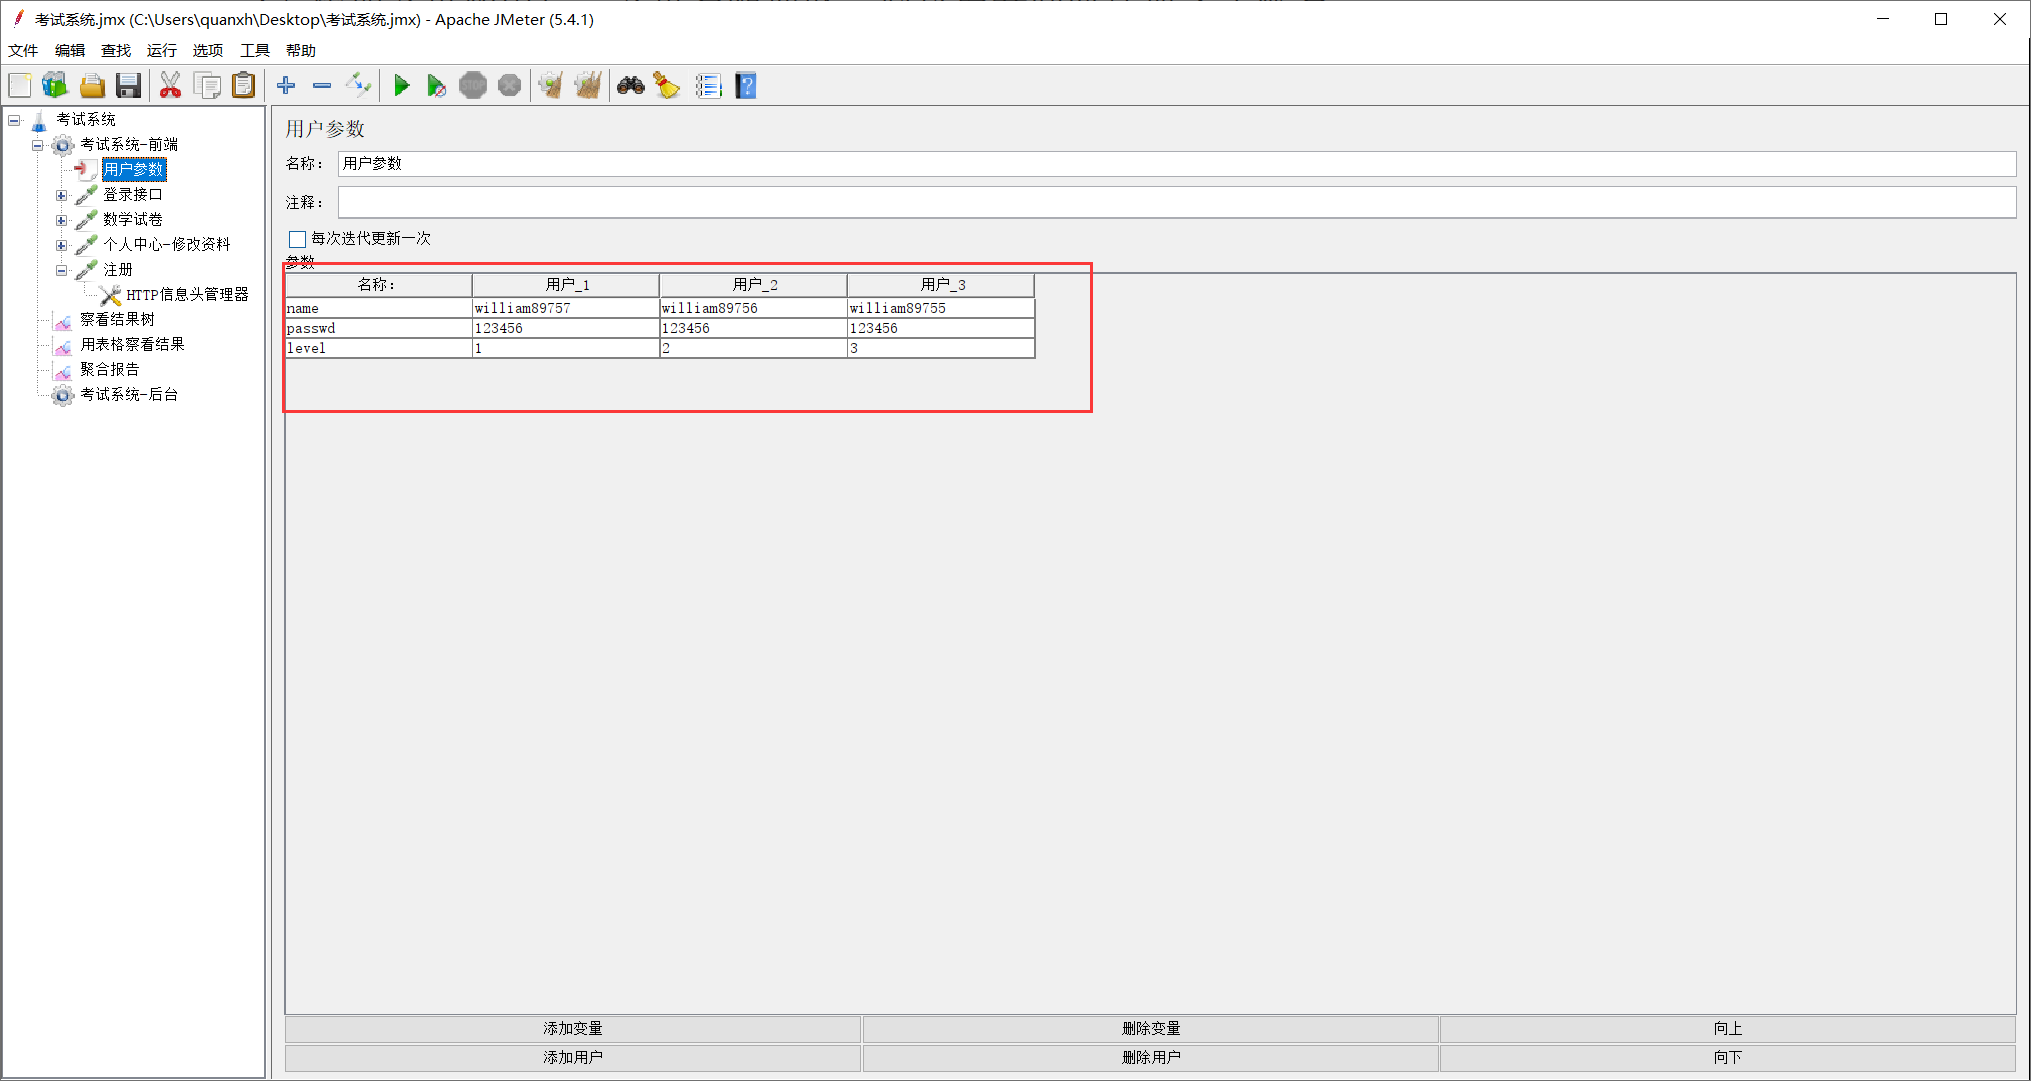 考试系统.jmx (C:\Users\quanxh\Desktop\考试系统.jmx) - Apache JMeter (5.4.1)
文件 编辑 查找 运行 选项 工具 帮助
STOP
考试系统
考试系统-前端
用户参数
登录接口
数学试卷
个人中心-修改资料
注册
HTTP信息头管理器
察看结果树
用表格察看结果
聚合报告
考试系统-后台
用户参数
名称： 用户参数
注释：
每次迭代更新一次
参数
名称： 用户_1 用户_2 用户_3
name william89757 william89756 william89755
passwd 123456 123456 123456
level 1 2 3
添加变量 删除变量 向上
添加用户 删除用户 向下